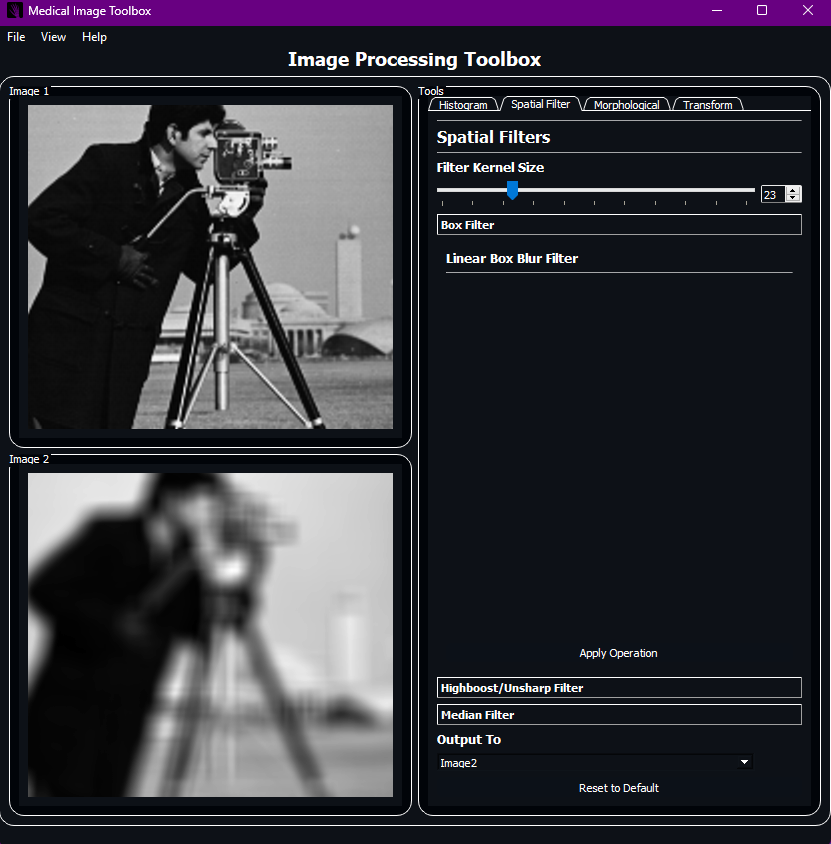 Medical Image Toolbox
File View Help
Image Processing Toolbox
Image 1
Image 2
Tools
Histogram Spatial Filter Morphological Transform
Spatial Filters
Filter Kernel Size
23
Box Filter
Linear Box Blur Filter
Apply Operation
Highboost/Unsharp Filter
Median Filter
Output To
Image2
Reset to Default